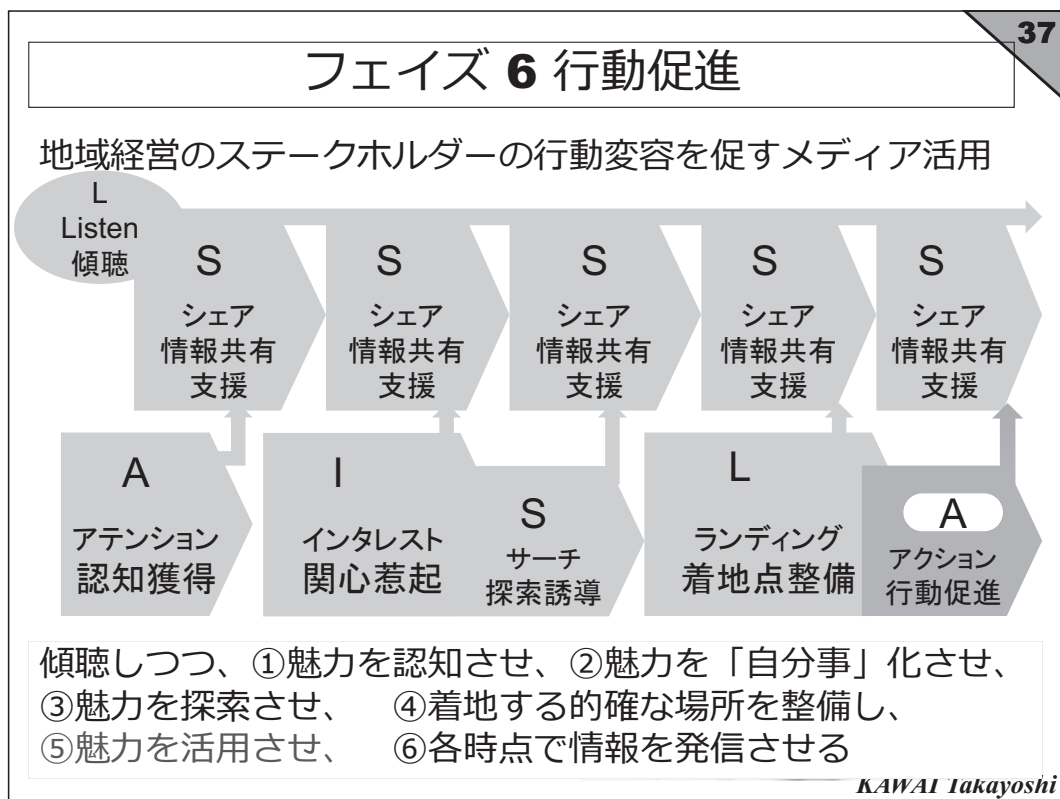 37
フェイズ 6 行動促進
地域経営のステークホルダーの行動変容を促すメディア活用
L
Listen
傾聴
S
シェア
情報共有
支援
S
シェア
情報共有
支援
S
シェア
情報共有
支援
S
シェア
情報共有
支援
S
シェア
情報共有
支援
A
アテンション
認知獲得
I
インタレスト
関心惹起
S
サーチ
探索誘導
L
ランディング
着地点整備
A
アクション
行動促進
傾聴しつつ、①魅力を認知させ、②魅力を「自分事」化させ、
③魅力を探索させ、 ④着地する的確な場所を整備し、
⑤魅力を活用させ、 ⑥各時点で情報を発信させる
KAWAI Takayoshi